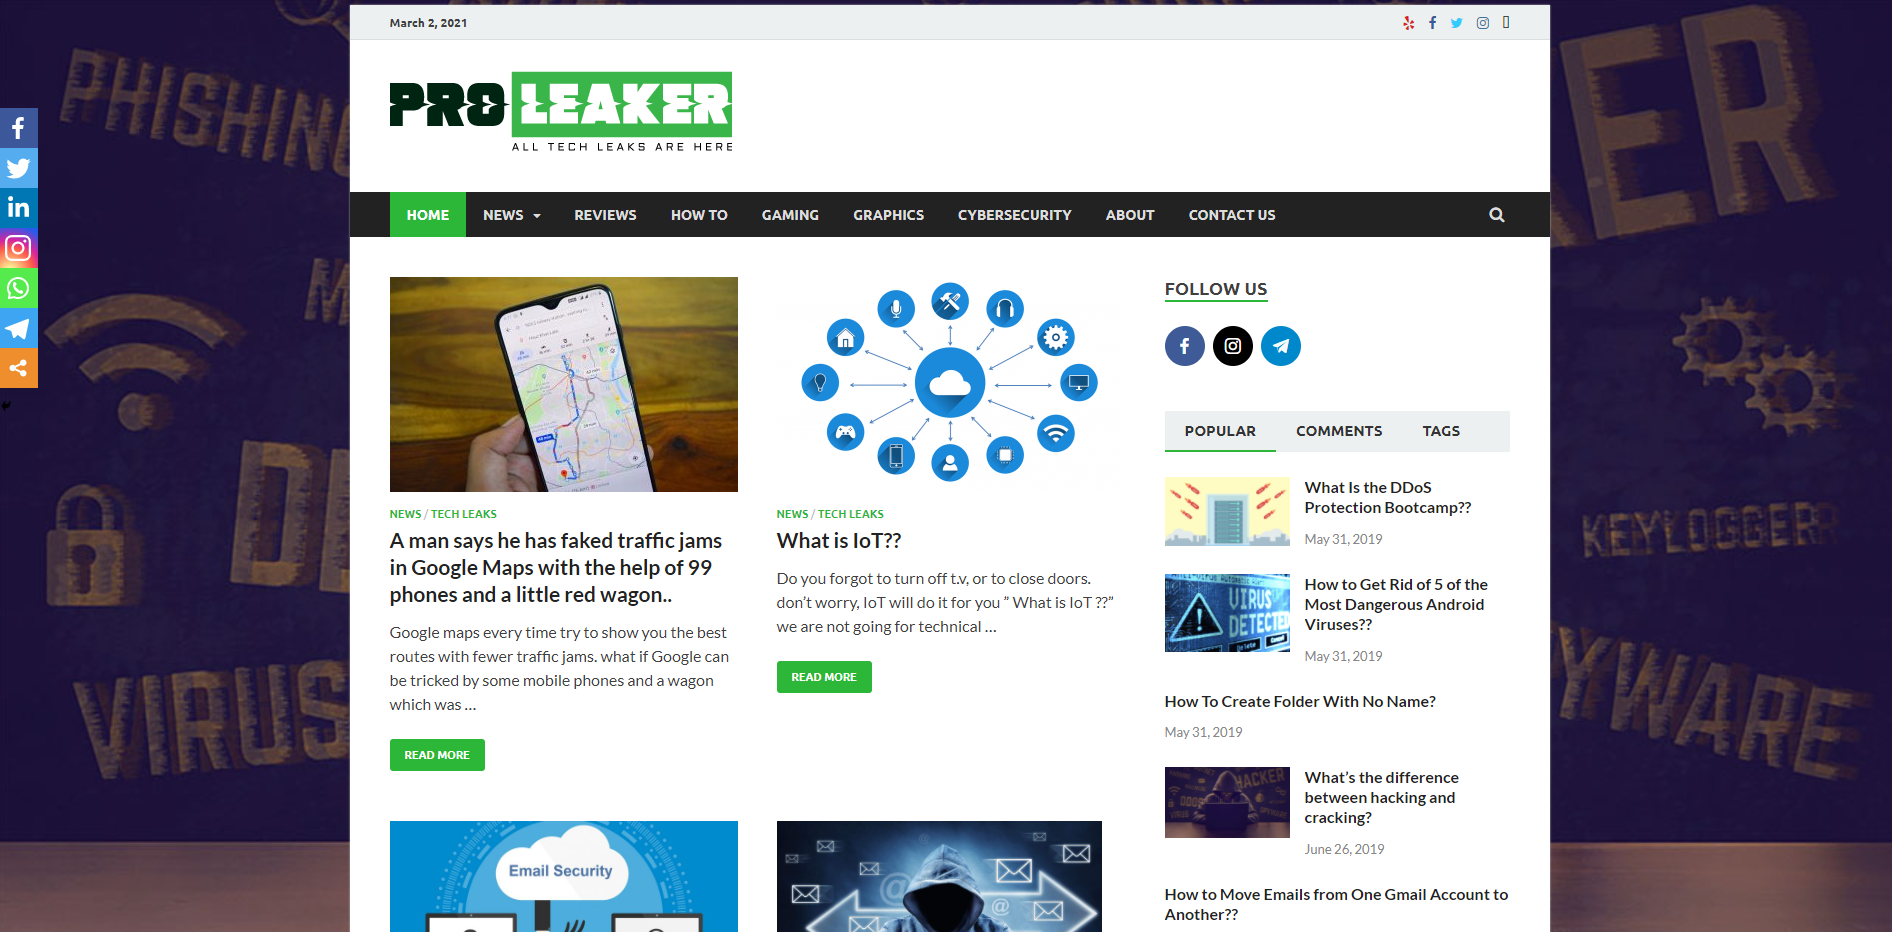 March 2, 2021
PRO LEAKER
ALL TECH LEAKS ARE HERE
HOME NEWS REVIEWS HOW TO GAMING GRAPHICS CYBERSECURITY ABOUT CONTACT US
NEWS / TECH LEAKS
A man says he has faked traffic jams
in Google Maps with the help of 99
phones and a little red wagon..
Google maps every time try to show you the best
routes with fewer traffic jams. what if Google can
be tricked by some mobile phones and a wagon
which was …
READ MORE
NEWS / TECH LEAKS
What is IoT??
Do you forgot to turn off t.v, or to close doors.
don’t worry, IoT will do it for you ” What is IoT ??”
we are not going for technical …
READ MORE
Email Security
FOLLOW US
POPULAR COMMENTS TAGS
What Is the DDoS
Protection Bootcamp??
May 31, 2019
VIRUS
DETECTED
How to Get Rid of 5 of the
Most Dangerous Android
Viruses??
May 31, 2019
How To Create Folder With No Name?
May 31, 2019
HACKER
What’s the difference
between hacking and
cracking?
June 26, 2019
How to Move Emails from One Gmail Account to
Another??
PHISHING
VIRUS
KEYLOGGER